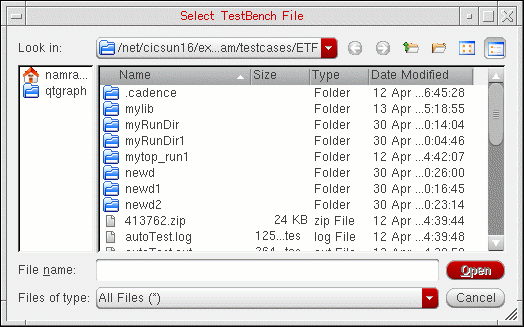 Select TestBench File
Look in: /net/cicsun16/ex...am/testcases/ETF
namra...
qtgraph
Name Size Type Date Modified
.cadence Folder 12 Apr ...6:45:28
mylib Folder 13 Apr ...5:18:55
myRunDir Folder 30 Apr ...0:14:04
myRunDir1 Folder 30 Apr ...0:04:46
mytop_run1 Folder 12 Apr ...4:42:07
newd Folder 30 Apr ...0:26:00
newd1 Folder 30 Apr ...0:16:45
newd2 Folder 30 Apr ...0:23:14
413762.zip 24 KB zip File 12 Apr ...4:39:44
autoTest.log 125...tes log File 12 Apr ...4:39:48
File name: Open
Files of type: All Files (*) Cancel